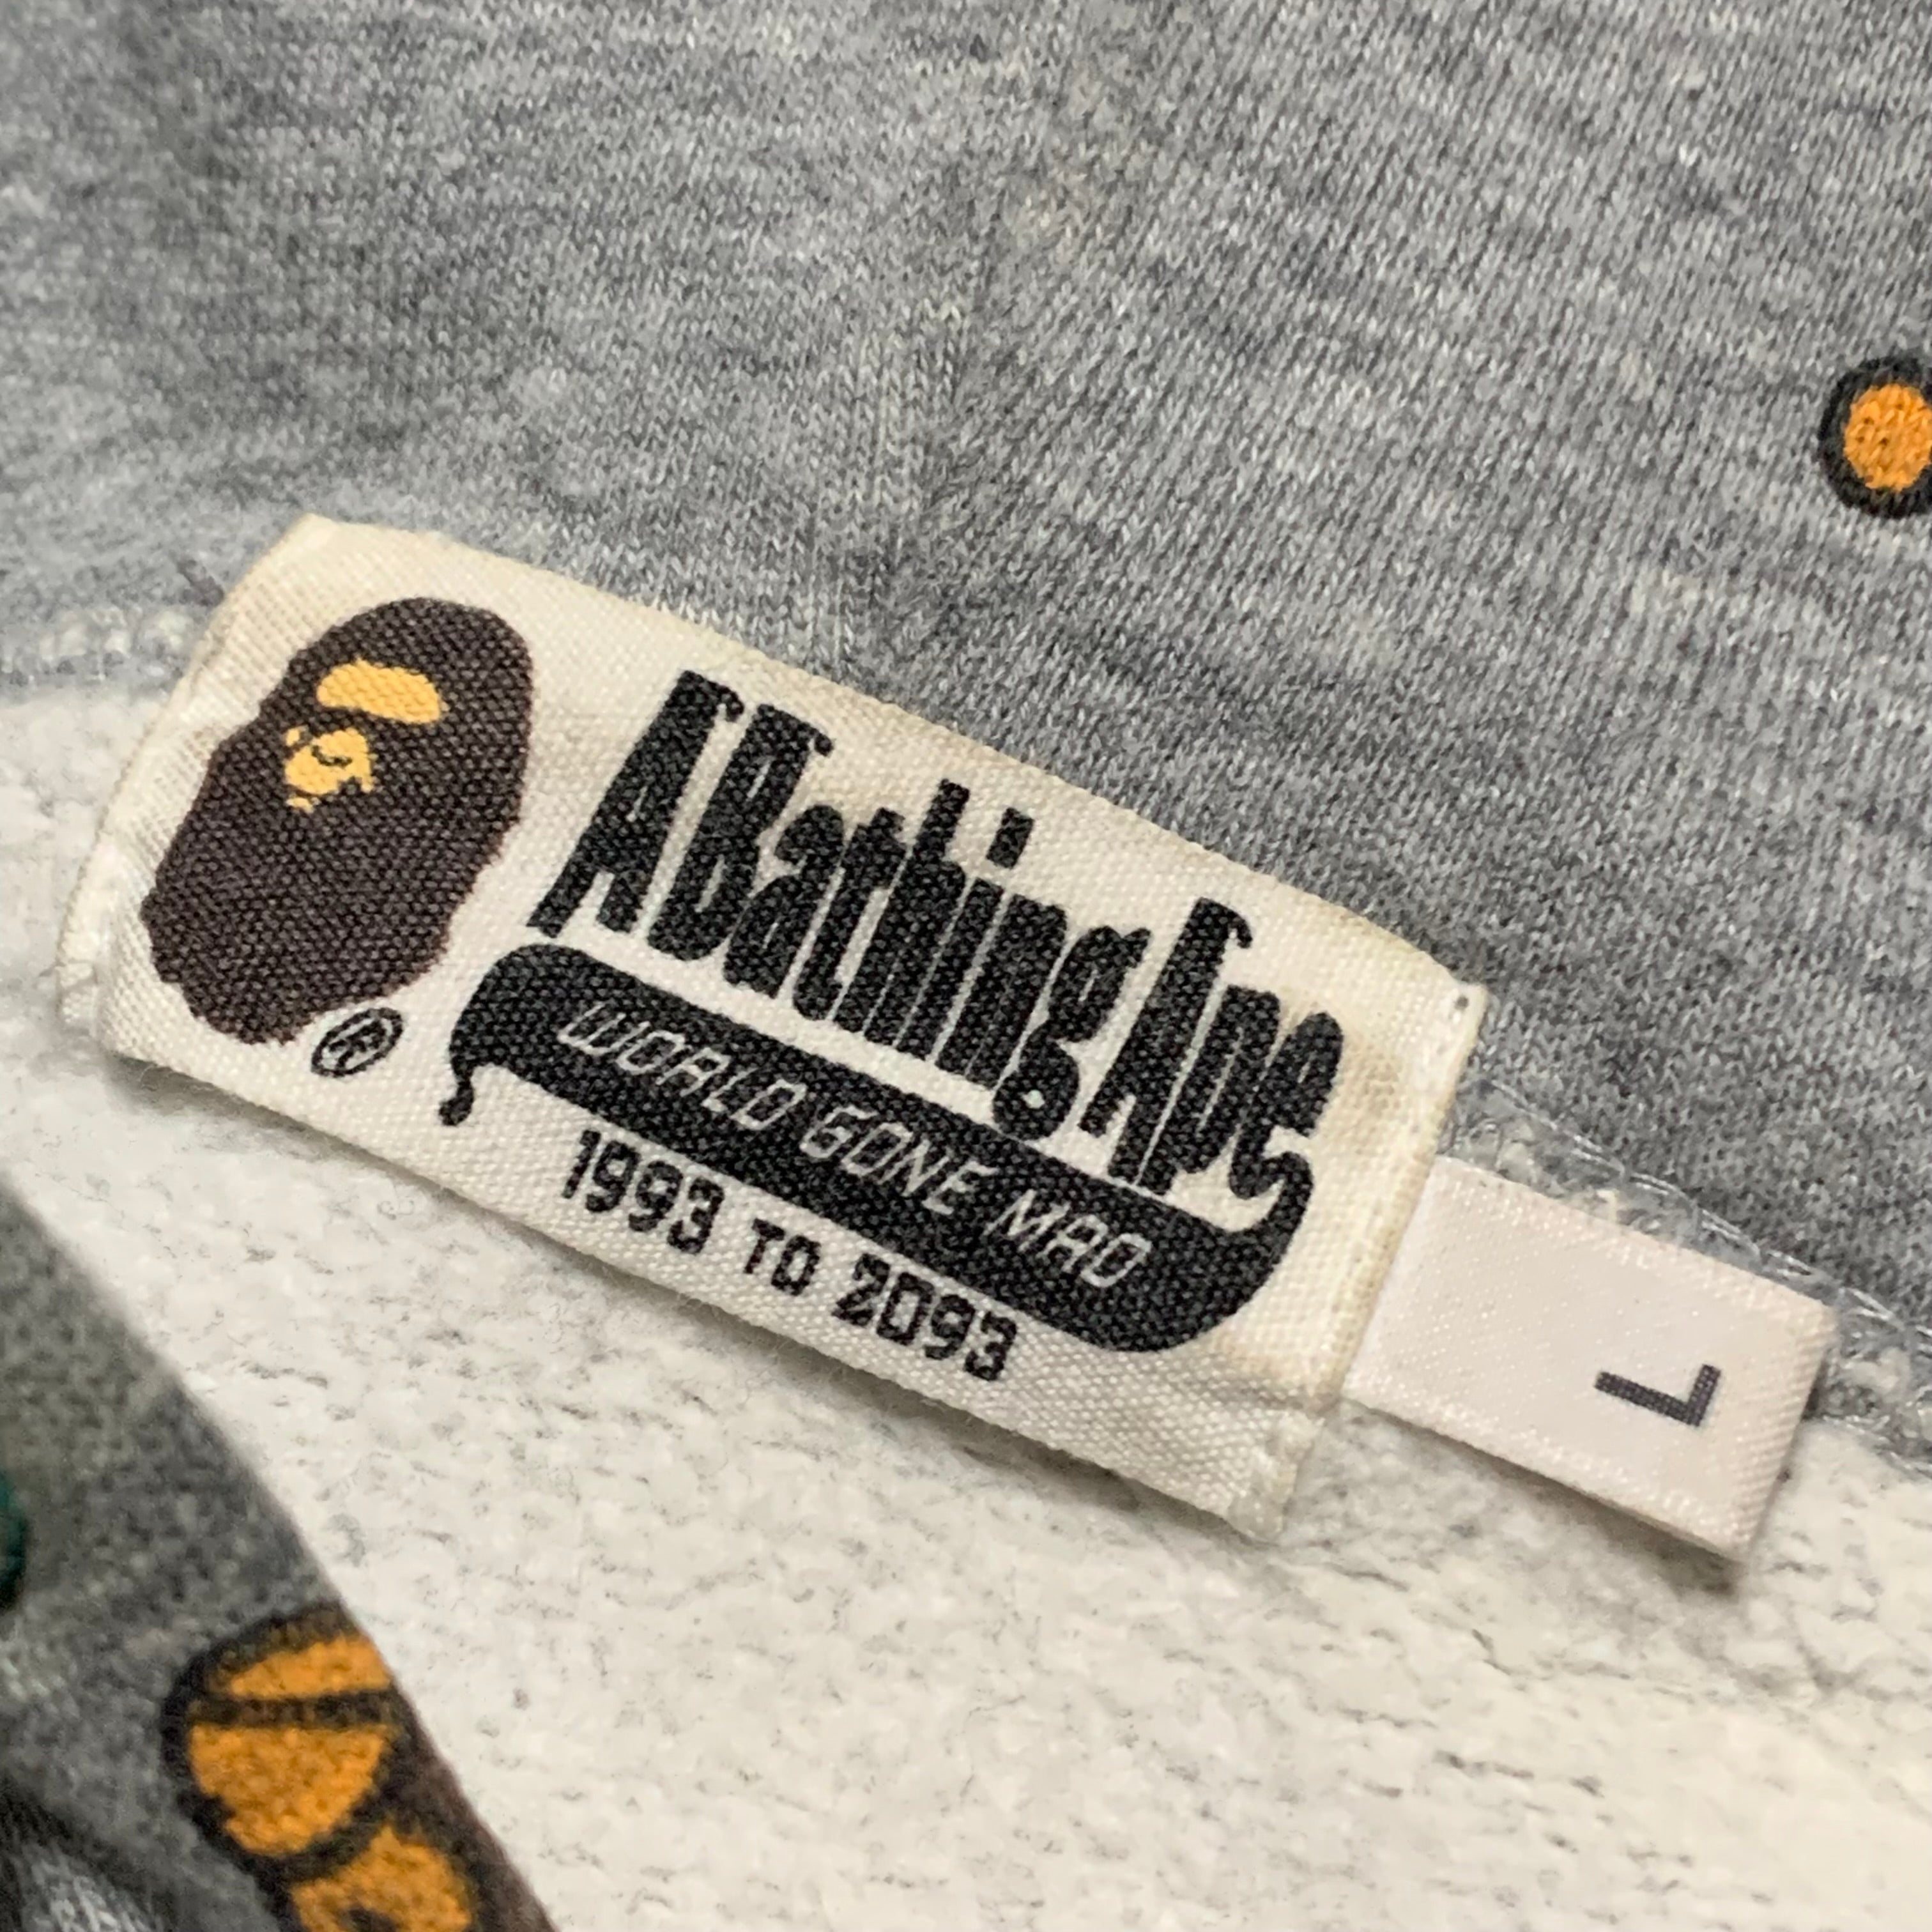 A Bathing Ape
WORLD GONE MAD
1993 TO 2093
®
L